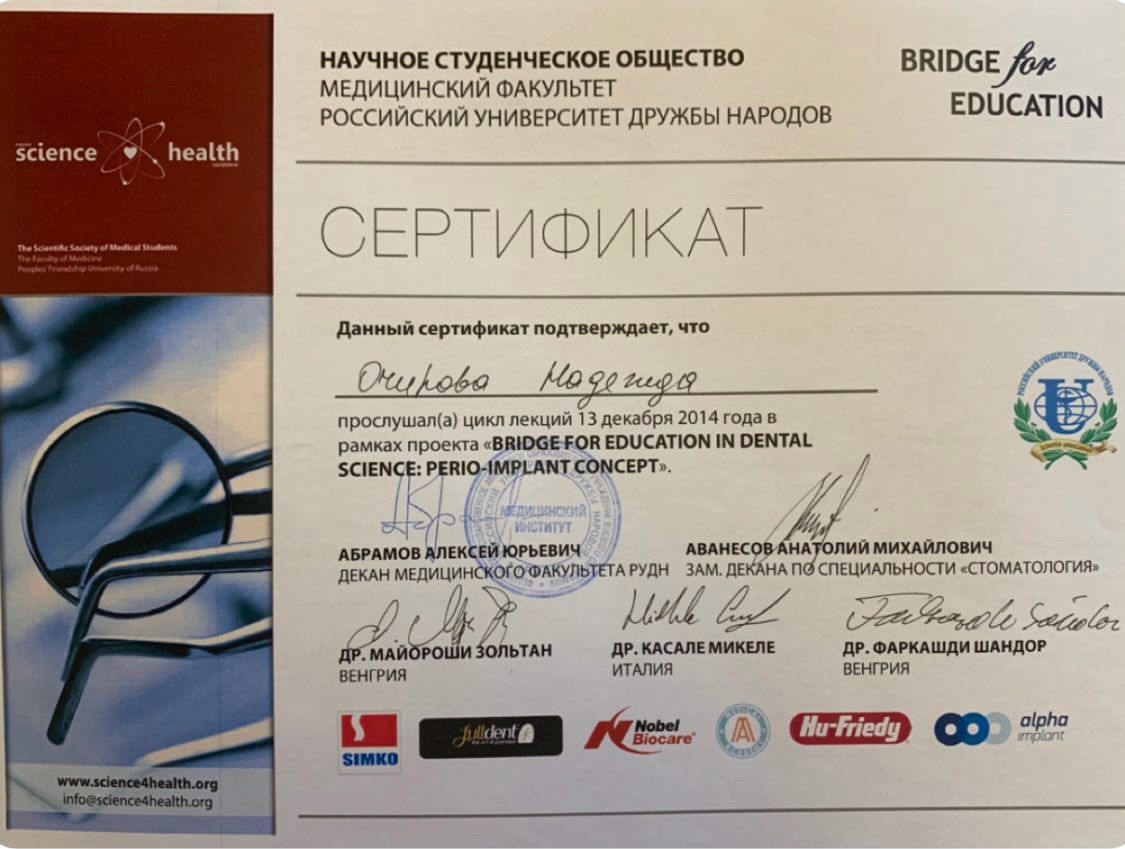 НАУЧНОЕ СТУДЕНЧЕСКОЕ ОБЩЕСТВО
МЕДИЦИНСКИЙ ФАКУЛЬТЕТ
РОССИЙСКИЙ УНИВЕРСИТЕТ ДРУЖБЫ НАРОДОВ
BRIDGE for
EDUCATION
science health
The Scientific Society of Medical Students
The Faculty of Medicine
Peoples' Friendship University of Russia
СЕРТИФИКАТ
Данный сертификат подтверждает, что
Очирова Надежда
прослушал(а) цикл лекций 13 декабря 2014 года в
рамках проекта «BRIDGE FOR EDUCATION IN DENTAL
SCIENCE: PERIO-IMPLANT CONCEPT».
РОССИЙСКИЙ УНИВЕРСИТЕТ ДРУЖБЫ НАРОДОВ
МЕДИЦИНСКИЙ
ИНСТИТУТ
АБРАМОВ АЛЕКСЕЙ ЮРЬЕВИЧ
ДЕКАН МЕДИЦИНСКОГО ФАКУЛЬТЕТА РУДН
АВАНЕСОВ АНАТОЛИЙ МИХАЙЛОВИЧ
ЗАМ. ДЕКАНА ПО СПЕЦИАЛЬНОСТИ «СТОМАТОЛОГИЯ»
ДР. МАЙОРОШИ ЗОЛЬТАН
ВЕНГРИЯ
ДР. КАСАЛЕ МИКЕЛЕ
ИТАЛИЯ
ДР. ФАРКАШДИ ШАНДОР
ВЕНГРИЯ
SIMKO
fulldent
Nobel
Biocare
Hu-Friedy
alpha
implant
www.science4health.org
info@science4health.org